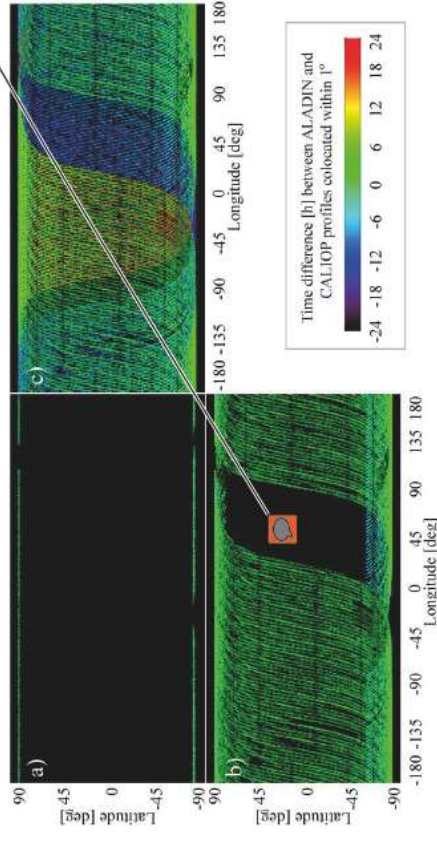 a)
90
45
0
-45
Latitude [deg]
c)
-180 -135 -90 -45 0 45 90 135 180
Longitude [deg]
b)
90
45
0
-45
-90
Latitude [deg]
-180 -135 -90 -45 0 45 90 135 180
Longitude [deg]
Time difference [h] between ALADIN and
CALIOP profiles colocated within 1°
-24 -18 -12 -6 0 6 12 18 24